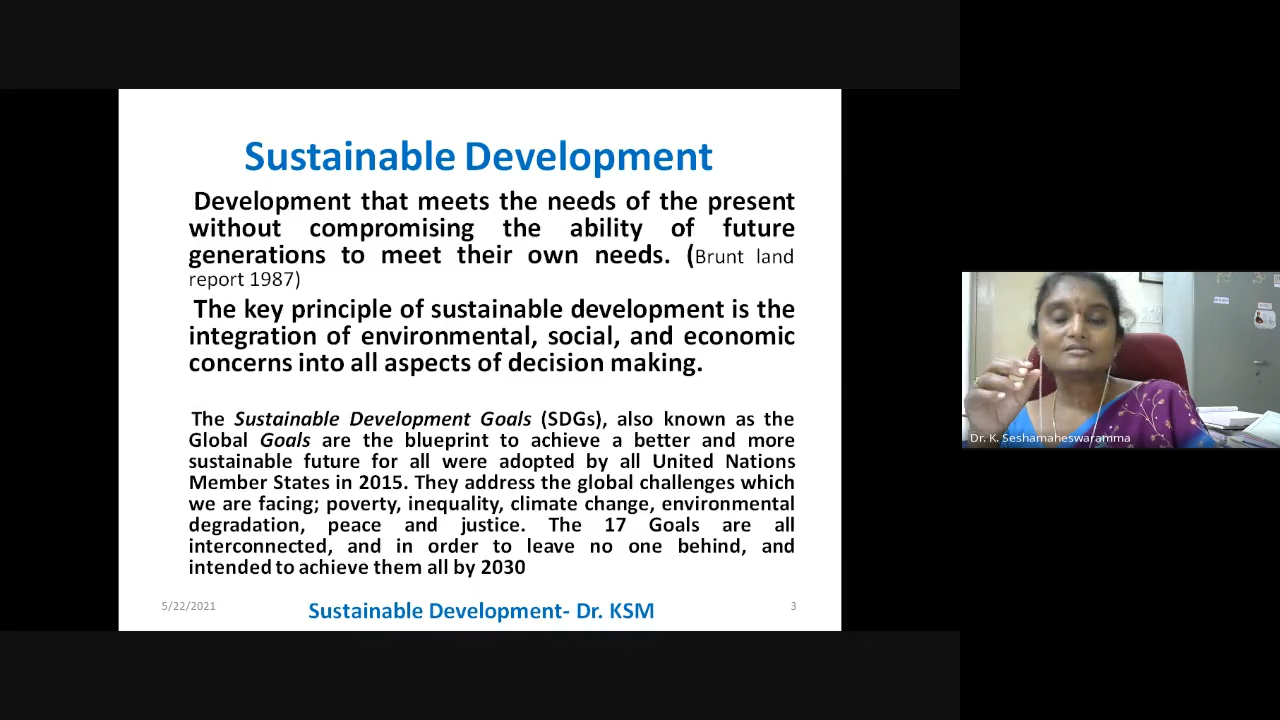 Sustainable Development
Development that meets the needs of the present
without compromising the ability of future
generations to meet their own needs. (Brunt land
report 1987)
The key principle of sustainable development is the
integration of environmental, social, and economic
concerns into all aspects of decision making.
The Sustainable Development Goals (SDGs), also known as the
Global Goals are the blueprint to achieve a better and more
sustainable future for all were adopted by all United Nations
Member States in 2015. They address the global challenges which
we are facing; poverty, inequality, climate change, environmental
degradation, peace and justice. The 17 Goals are all
interconnected, and in order to leave no one behind, and
intended to achieve them all by 2030
5/22/2021
Sustainable Development- Dr. KSM
3
Dr. K. Seshamaheswaramma